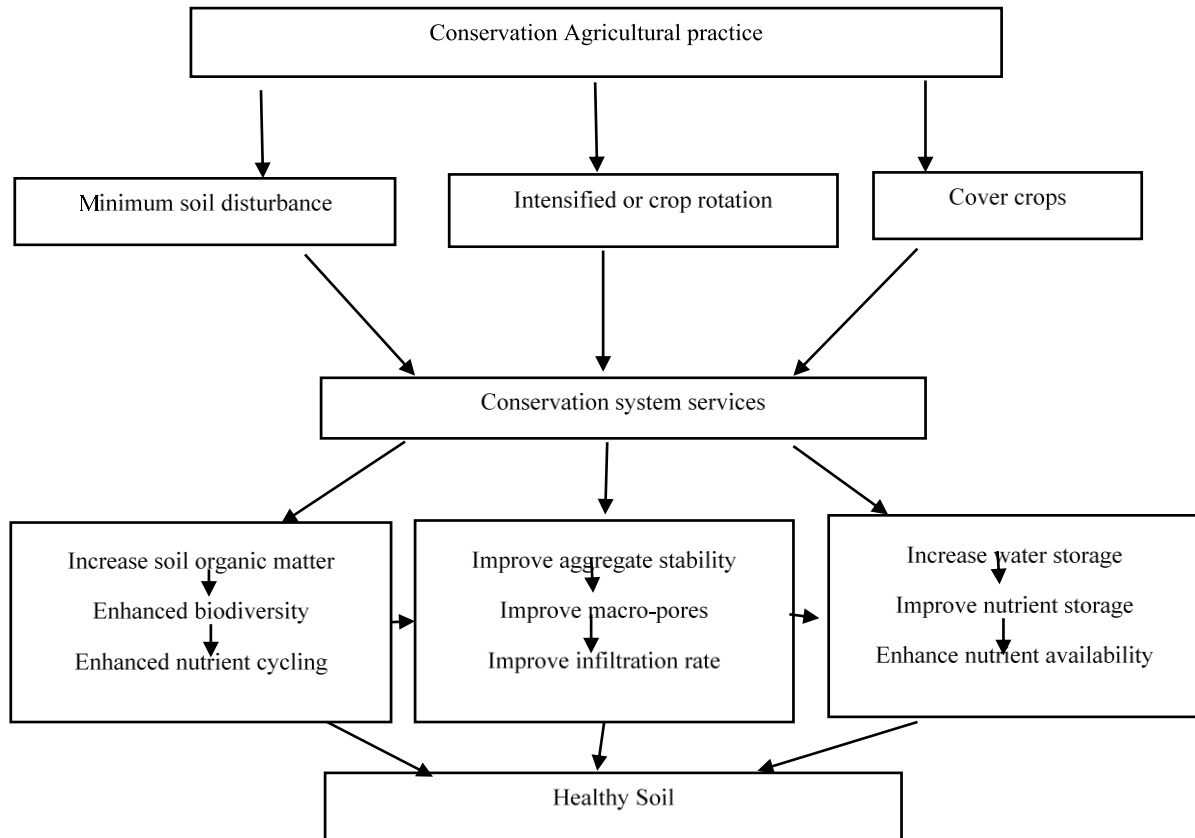 Conservation Agricultural practice
Minimum soil disturbance
Intensified or crop rotation
Cover crops
Conservation system services
Increase soil organic matter
Enhanced biodiversity
Enhanced nutrient cycling
Improve aggregate stability
Improve macro-pores
Improve infiltration rate
Increase water storage
Improve nutrient storage
Enhance nutrient availability
Healthy Soil